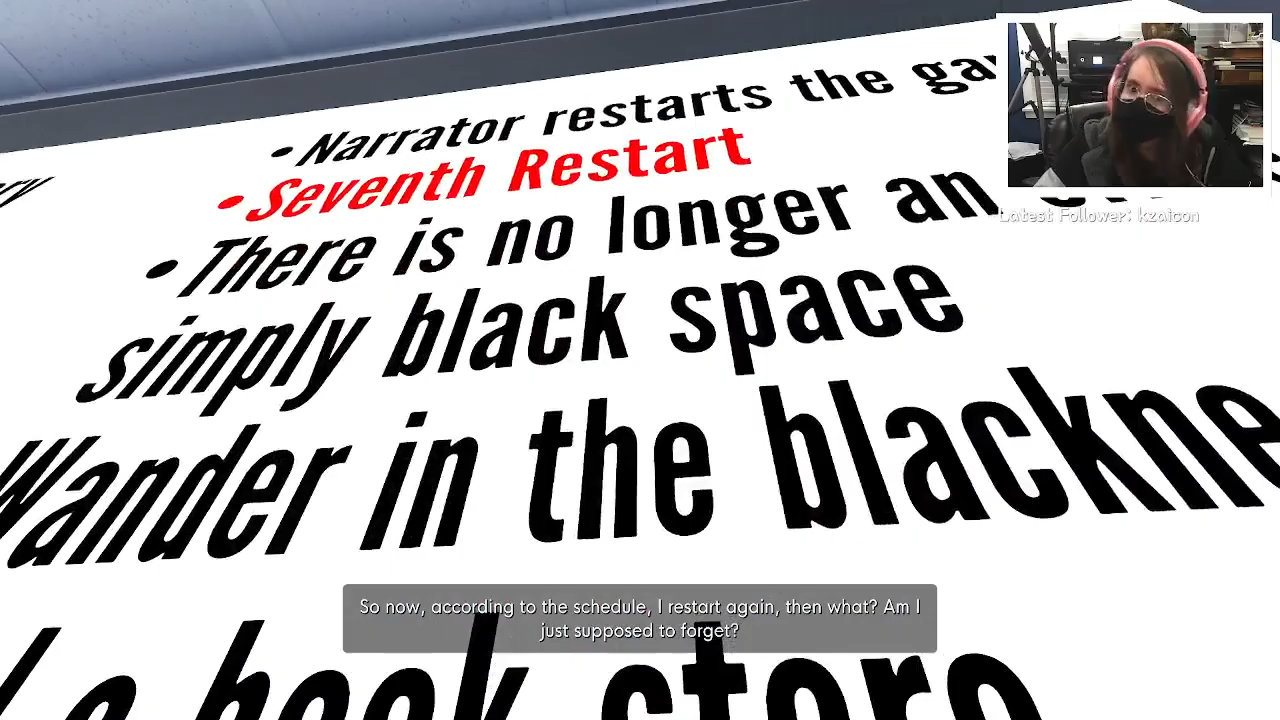 • Narrator restarts the
• Seventh Restart
• There is no longer an
simply black space
Wander in the
So now, according to the schedule, I restart again, then what? Am I
just supposed to forget?
Latest Follower: kzaicon